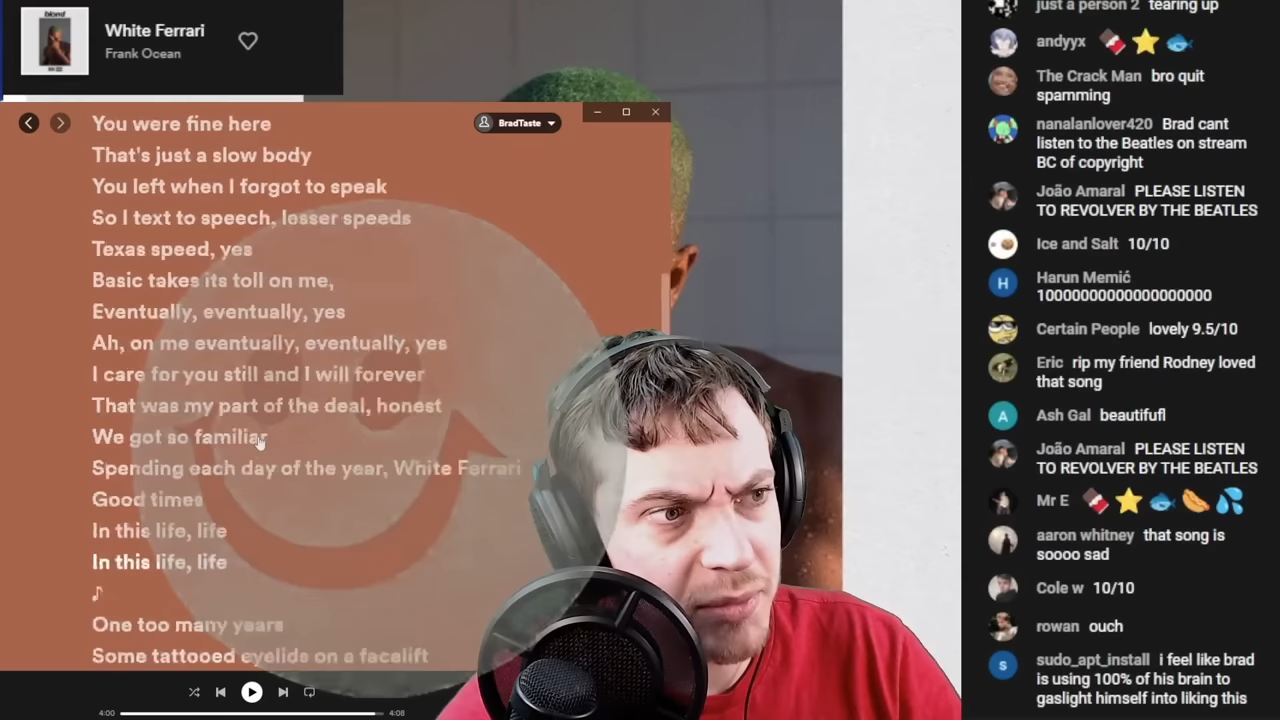 blond
White Ferrari
Frank Ocean
BradTaste
You were fine here
That's just a slow body
You left when I forgot to speak
So I text to speech, lesser speeds
Texas speed, yes
Basic takes its toll on me,
Eventually, eventually, yes
Ah, on me eventually, eventually, yes
I care for you still and I will forever
That was my part of the deal, honest
We got so familiar
Spending each day of the year, White Ferrari
Good times
In this life, life
In this life, life
One too many years
Some tattooed eyelids on a facelift
4:00
4:08
just a person 2 tearing up
andyyx 🍫⭐🐟
The Crack Man bro quit
spamming
nanalanlover420 Brad cant
listen to the Beatles on stream
BC of copyright
João Amaral PLEASE LISTEN
TO REVOLVER BY THE BEATLES
Ice and Salt 10/10
H
Harun Memić
10000000000000000000
Certain People lovely 9.5/10
Eric rip my friend Rodney loved
that song
A
Ash Gal beautifufl
João Amaral PLEASE LISTEN
TO REVOLVER BY THE BEATLES
Mr E 🍫⭐🐟🌭💦
aaron whitney that song is
soooo sad
Cole w 10/10
rowan ouch
s
sudo_apt_install i feel like brad
is using 100% of his brain to
gaslight himself into liking this